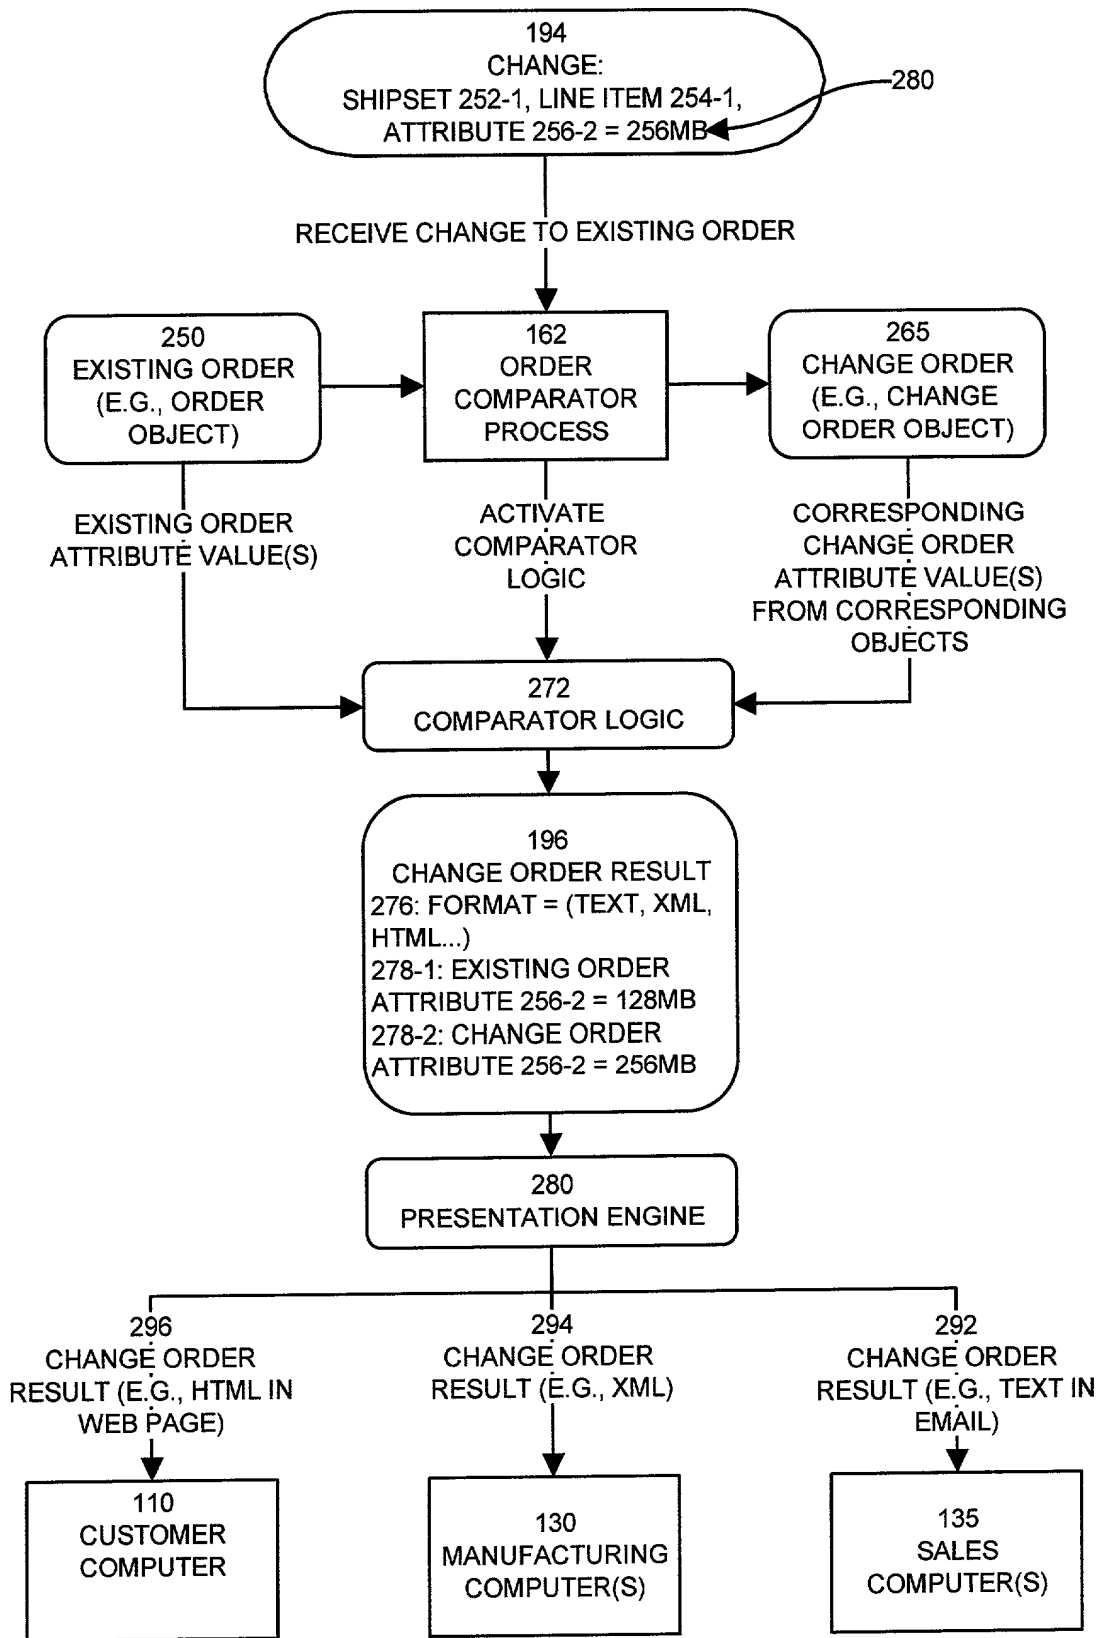 194
CHANGE:
SHIPSET 252-1, LINE ITEM 254-1,
ATTRIBUTE 256-2 = 256MB
280
RECEIVE CHANGE TO EXISTING ORDER
250
EXISTING ORDER
(E.G., ORDER
OBJECT)
162
ORDER
COMPARATOR
PROCESS
265
CHANGE ORDER
(E.G., CHANGE
ORDER OBJECT)
EXISTING ORDER
ATTRIBUTE VALUE(S)
ACTIVATE
COMPARATOR
LOGIC
CORRESPONDING
CHANGE ORDER
ATTRIBUTE VALUE(S)
FROM CORRESPONDING
OBJECTS
272
COMPARATOR LOGIC
196
CHANGE ORDER RESULT
276: FORMAT = (TEXT, XML,
HTML...)
278-1: EXISTING ORDER
ATTRIBUTE 256-2 = 128MB
278-2: CHANGE ORDER
ATTRIBUTE 256-2 = 256MB
280
PRESENTATION ENGINE
296
CHANGE ORDER
RESULT (E.G., HTML IN
WEB PAGE)
294
CHANGE ORDER
RESULT (E.G., XML)
292
CHANGE ORDER
RESULT (E.G., TEXT IN
EMAIL)
110
CUSTOMER
COMPUTER
130
MANUFACTURING
COMPUTER(S)
135
SALES
COMPUTER(S)